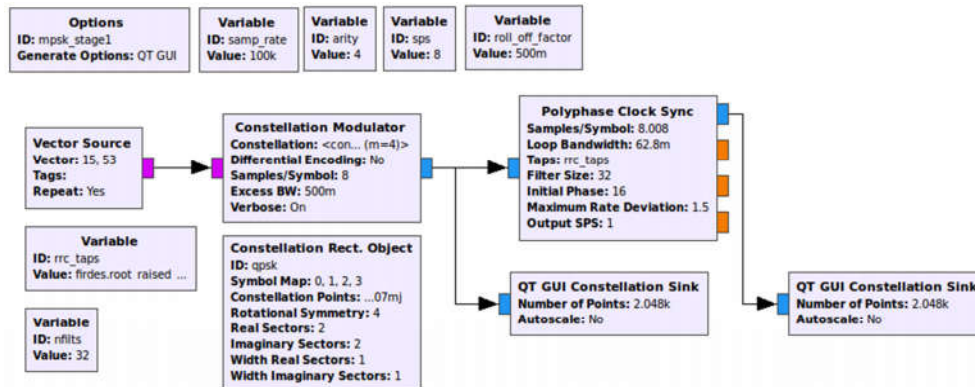 Options
ID: mpsk_stage1
Generate Options: QT GUI
Variable
ID: samp_rate
Value: 100k
Variable
ID: arity
Value: 4
Variable
ID: sps
Value: 8
Variable
ID: roll_off_factor
Value: 500m
Vector Source
Vector: 15, 53
Tags:
Repeat: Yes
Constellation Modulator
Constellation: <con... (m=4)>
Differential Encoding: No
Samples/Symbol: 8
Excess BW: 500m
Verbose: On
Polyphase Clock Sync
Samples/Symbol: 8.008
Loop Bandwidth: 62.8m
Taps: rrc_taps
Filter Size: 32
Initial Phase: 16
Maximum Rate Deviation: 1.5
Output SPS: 1
Variable
ID: rrc_taps
Value: firdes.root_raised_...
Variable
ID: nfilts
Value: 32
Constellation Rect. Object
ID: qpsk
Symbol Map: 0, 1, 2, 3
Constellation Points: ...07mj
Rotational Symmetry: 4
Real Sectors: 2
Imaginary Sectors: 2
Width Real Sectors: 1
Width Imaginary Sectors: 1
QT GUI Constellation Sink
Number of Points: 2.048k
Autoscale: No
QT GUI Constellation Sink
Number of Points: 2.048k
Autoscale: No